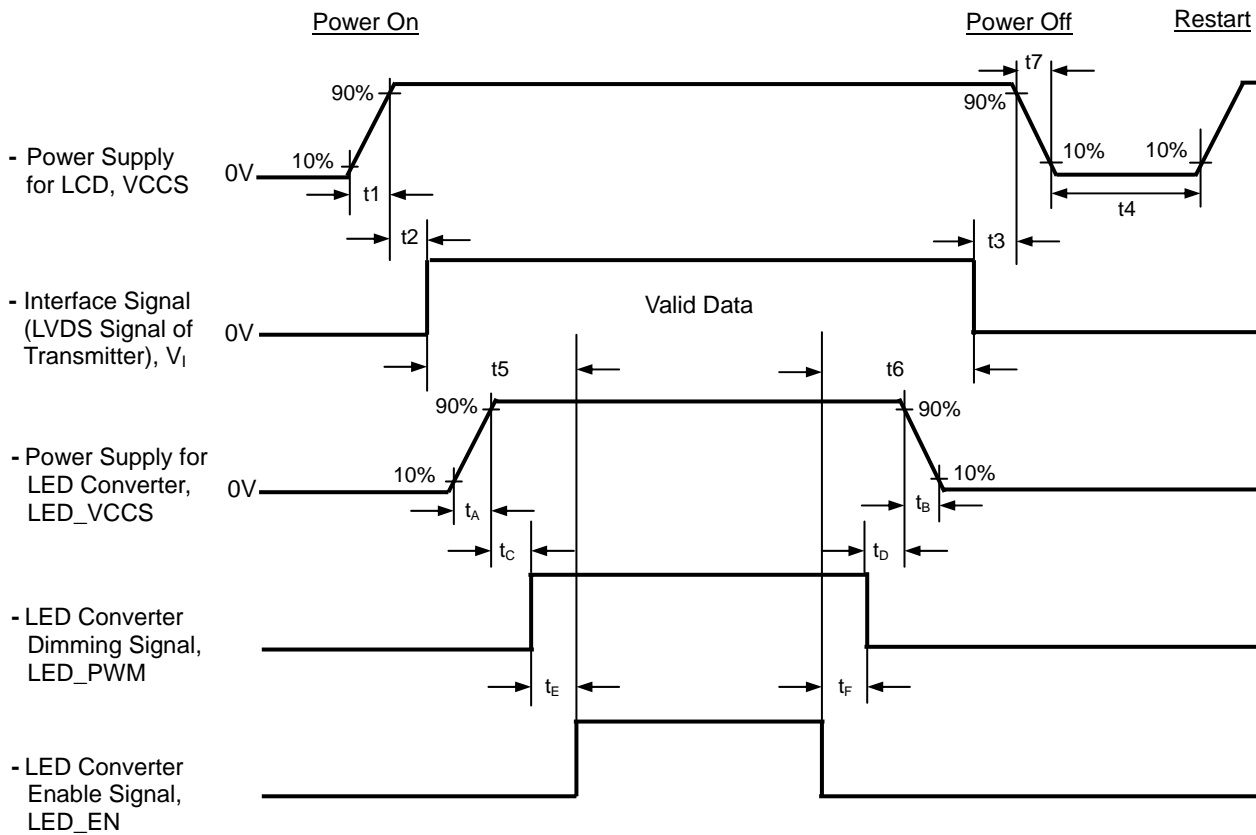 Power On
Power Off
Restart
t7
90%
90%
- Power Supply
for LCD, VCCS
0V
10%
10%
10%
t1
t4
t2
t3
- Interface Signal
(LVDS Signal of
Transmitter), VI
0V
Valid Data
t5
t6
90%
90%
- Power Supply for
LED Converter,
LED_VCCS
0V
10%
10%
tA
tB
tC
tD
- LED Converter
Dimming Signal,
LED_PWM
tE
tF
- LED Converter
Enable Signal,
LED_EN